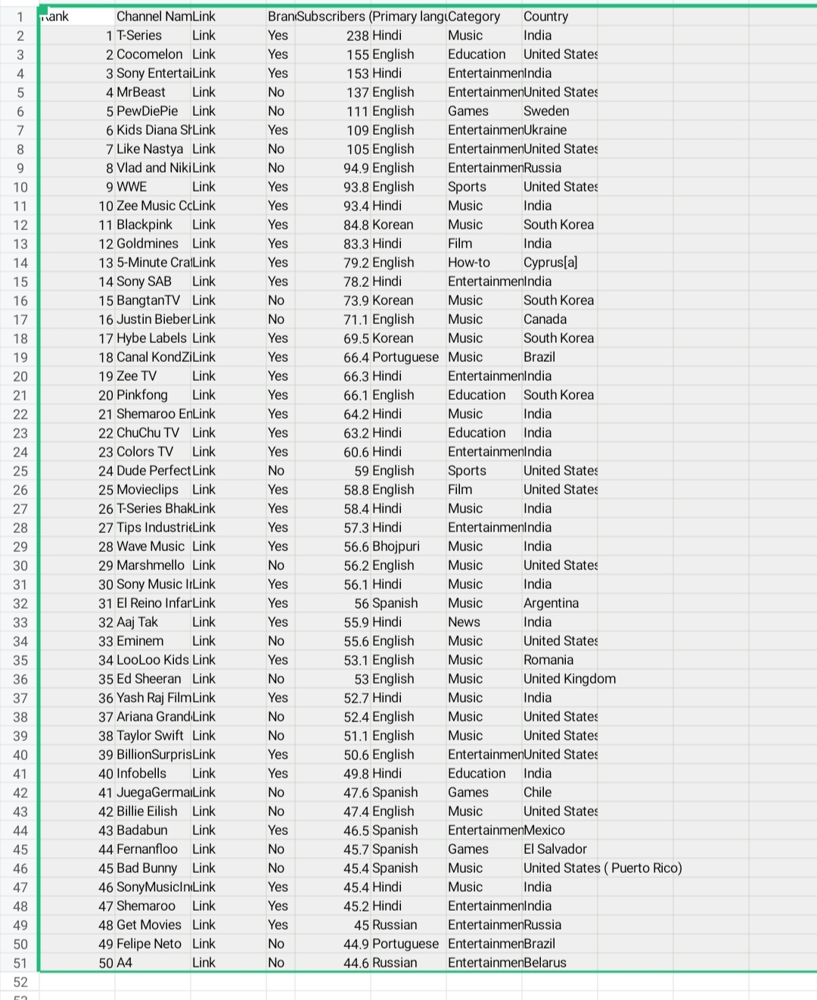 1 Rank Channel Nam Link Bran Subscribers ( Primary langu Category Country
2 1 T-Series Link Yes 238 Hindi Music India
3 2 Cocomelon Link Yes 155 English Education United States
4 3 Sony Entertai Link Yes 153 Hindi Entertainmen India
5 4 MrBeast Link No 137 English Entertainmen United States
6 5 PewDiePie Link No 111 English Games Sweden
7 6 Kids Diana Sh Link Yes 109 English Entertainmen Ukraine
8 7 Like Nastya Link No 105 English Entertainmen United States
9 8 Vlad and Niki Link No 94.9 English Entertainmen Russia
10 9 WWE Link Yes 93.8 English Sports United States
11 10 Zee Music Co Link Yes 93.4 Hindi Music India
12 11 Blackpink Link Yes 84.8 Korean Music South Korea
13 12 Goldmines Link Yes 83.3 Hindi Film India
14 13 5-Minute Craf Link Yes 79.2 English How-to Cyprus[a]
15 14 Sony SAB Link Yes 78.2 Hindi Entertainmen India
16 15 BangtanTV Link No 73.9 Korean Music South Korea
17 16 Justin Bieber Link No 71.1 English Music Canada
18 17 Hybe Labels Link Yes 69.5 Korean Music South Korea
19 18 Canal KondZi Link Yes 66.4 Portuguese Music Brazil
20 19 Zee TV Link Yes 66.3 Hindi Entertainmen India
21 20 Pinkfong Link Yes 66.1 English Education South Korea
22 21 Shemaroo En Link Yes 64.2 Hindi Music India
23 22 ChuChu TV Link Yes 63.2 Hindi Education India
24 23 Colors TV Link Yes 60.6 Hindi Entertainmen India
25 24 Dude Perfect Link No 59 English Sports United States
26 25 Movieclips Link Yes 58.8 English Film United States
27 26 T-Series Bhak Link Yes 58.4 Hindi Music India
28 27 Tips Industrie Link Yes 57.3 Hindi Entertainmen India
29 28 Wave Music Link Yes 56.6 Bhojpuri Music India
30 29 Marshmello Link No 56.2 English Music United States
31 30 Sony Music In Link Yes 56.1 Hindi Music India
32 31 El Reino Infan Link Yes 56 Spanish Music Argentina
33 32 Aaj Tak Link Yes 55.9 Hindi News India
34 33 Eminem Link No 55.6 English Music United States
35 34 LooLoo Kids Link Yes 53.1 English Music Romania
36 35 Ed Sheeran Link No 53 English Music United Kingdom
37 36 Yash Raj Film Link Yes 52.7 Hindi Music India
38 37 Ariana Grand Link No 52.4 English Music United States
39 38 Taylor Swift Link No 51.1 English Music United States
40 39 BillionSurpris Link Yes 50.6 English Entertainmen United States
41 40 Infobells Link Yes 49.8 Hindi Education India
42 41 JuegaGerma Link No 47.6 Spanish Games Chile
43 42 Billie Eilish Link No 47.4 English Music United States
44 43 Badabun Link Yes 46.5 Spanish Entertainmen Mexico
45 44 Fernanfloo Link No 45.7 Spanish Games El Salvador
46 45 Bad Bunny Link No 45.4 Spanish Music United States ( Puerto Rico)
47 46 SonyMusicIn Link Yes 45.4 Hindi Music India
48 47 Shemaroo Link Yes 45.2 Hindi Entertainmen India
49 48 Get Movies Link Yes 45 Russian Entertainmen Russia
50 49 Felipe Neto Link No 44.9 Portuguese Entertainmen Brazil
51 50 A4 Link No 44.6 Russian Entertainmen Belarus
52